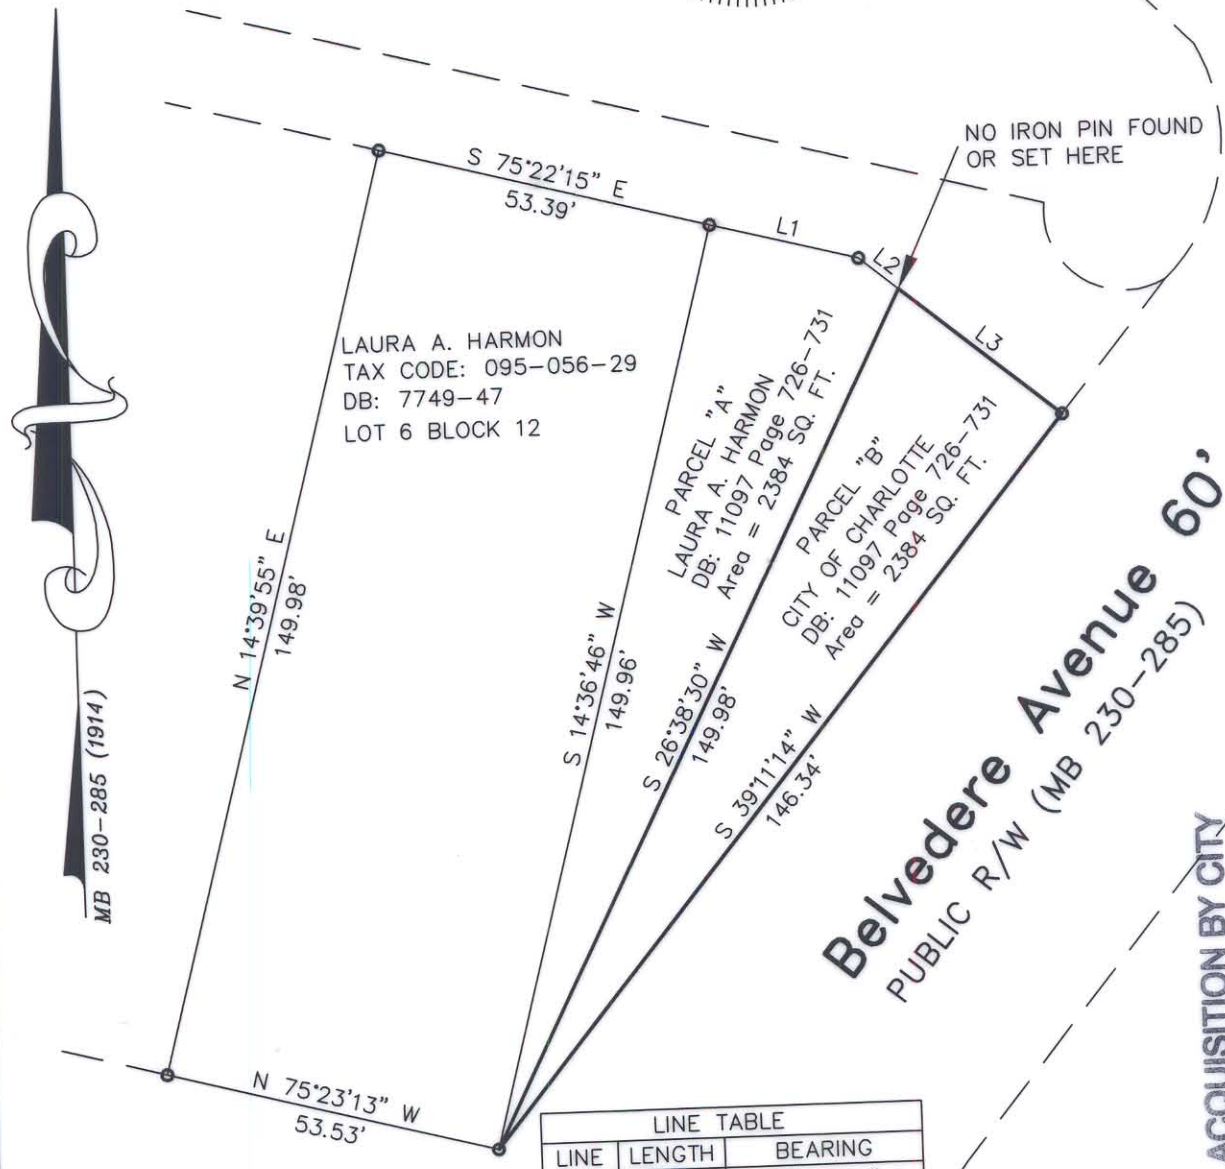 NO IRON PIN FOUND
OR SET HERE
S 75°22'15" E
53.39'
L1
L2
L3
LAURA A. HARMON
TAX CODE: 095-056-29
DB: 7749-47
LOT 6 BLOCK 12
PARCEL "A"
LAURA A. HARMON
DB: 11097 Page 726-731
Area = 2384 SQ. FT.
PARCEL "B"
CITY OF CHARLOTTE
DB: 11097 Page 726-731
Area = 2384 SQ. FT.
N 14°39'55" E
149.98'
S 14°36'46" W
149.96'
S 26°38'30" W
149.98'
S 39°11'14" W
146.34'
Belvedere Avenue 60'
PUBLIC R/W (MB 230-285)
MB 230-285 (1914)
ACQUISITION BY CITY
N 75°23'13" W
53.53'
LINE TABLE
LINE LENGTH BEARING